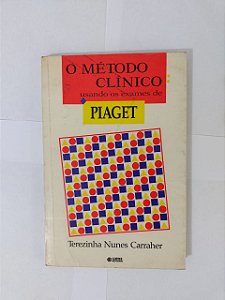 O MÉTODO
CLÍNICO
usando os exames de
PIAGET
Terezinha Nunes Carraher